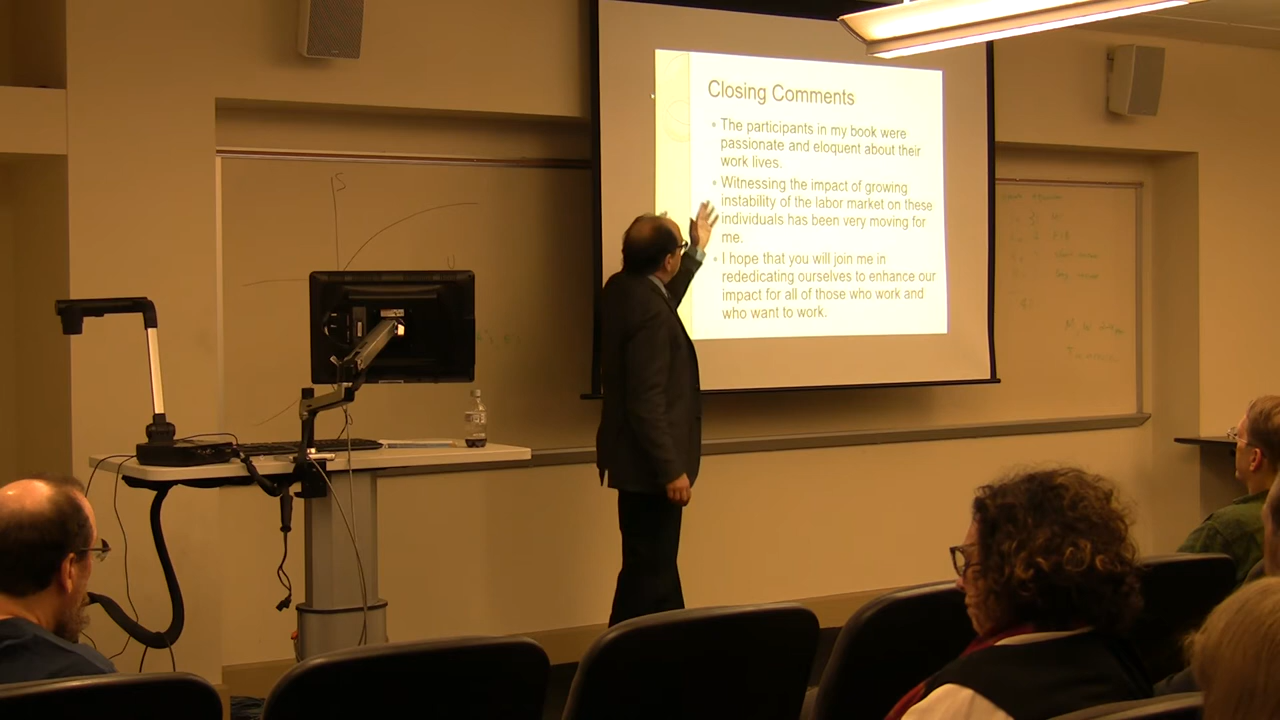 Closing Comments
• The participants in my book were
passionate and eloquent about their
work lives.
• Witnessing the impact of growing
instability of the labor market on these
individuals has been very moving for
me.
• I hope that you will join me in
rededicating ourselves to enhance our
impact for all of those who work and
who want to work.
S